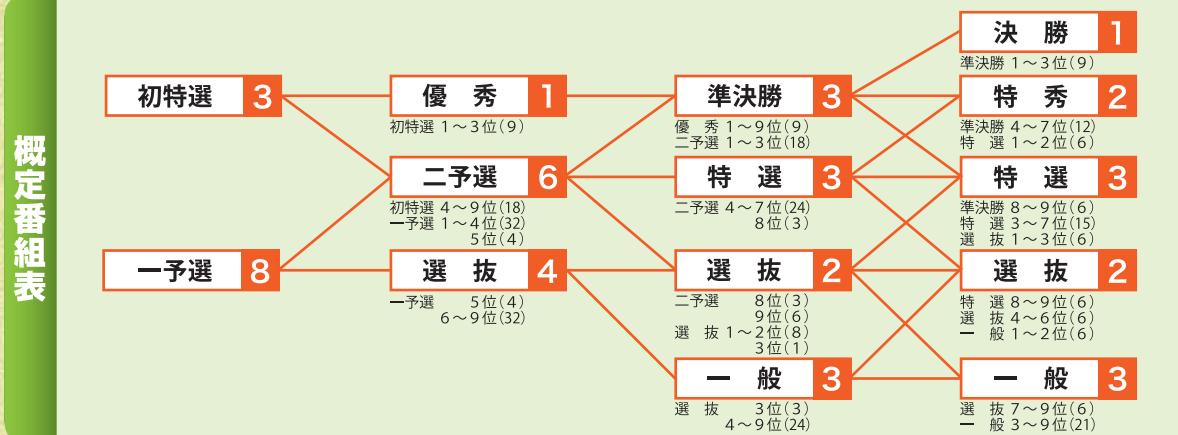 概定番組表
初特選 3
一予選 8
優 秀 1
初特選 1～3位(9)
二予選 6
初特選 4～9位(18)
一予選 1～4位(32)
5位(4)
選 抜 4
一予選 5位(4)
6～9位(32)
準決勝 3
優 秀 1～9位(9)
二予選 1～3位(18)
特 選 3
二予選 4～7位(24)
8位(3)
選 抜 2
二予選 8位(3)
9位(6)
選 抜 1～2位(8)
3位(1)
一 般 3
選 抜 3位(3)
4～9位(24)
決 勝 1
準決勝 1～3位(9)
特 秀 2
準決勝 4～7位(12)
特 選 1～2位(6)
特 選 3
準決勝 8～9位(6)
特 選 3～7位(15)
選 抜 1～3位(6)
選 抜 2
特 選 8～9位(6)
選 抜 4～6位(6)
一 般 1～2位(6)
一 般 3
選 抜 7～9位(6)
一 般 3～9位(21)